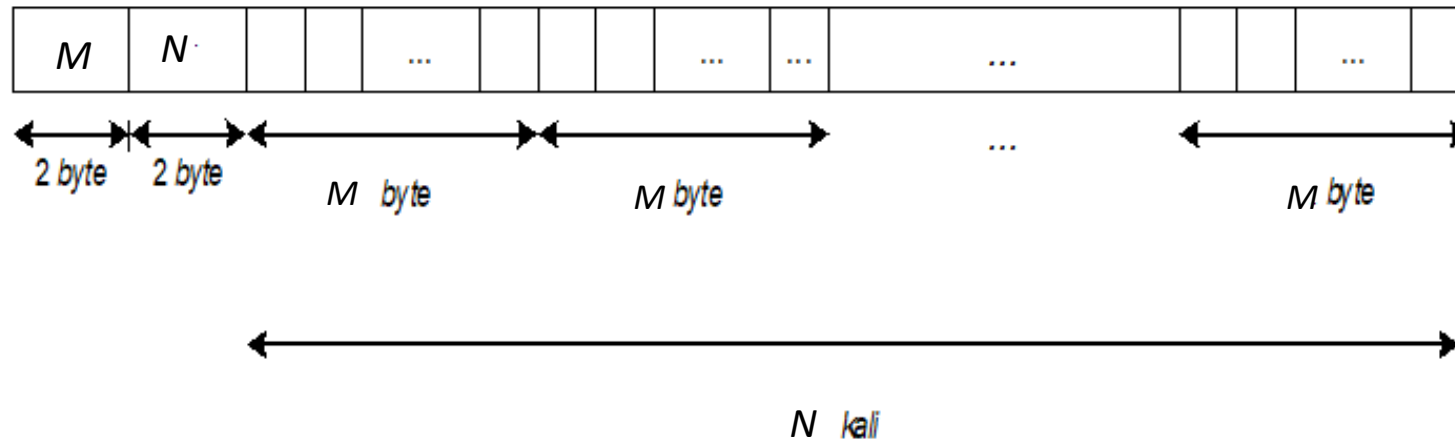 M N ... ... ... ... ...
2 byte 2 byte ...
M byte M byte M byte
N kali